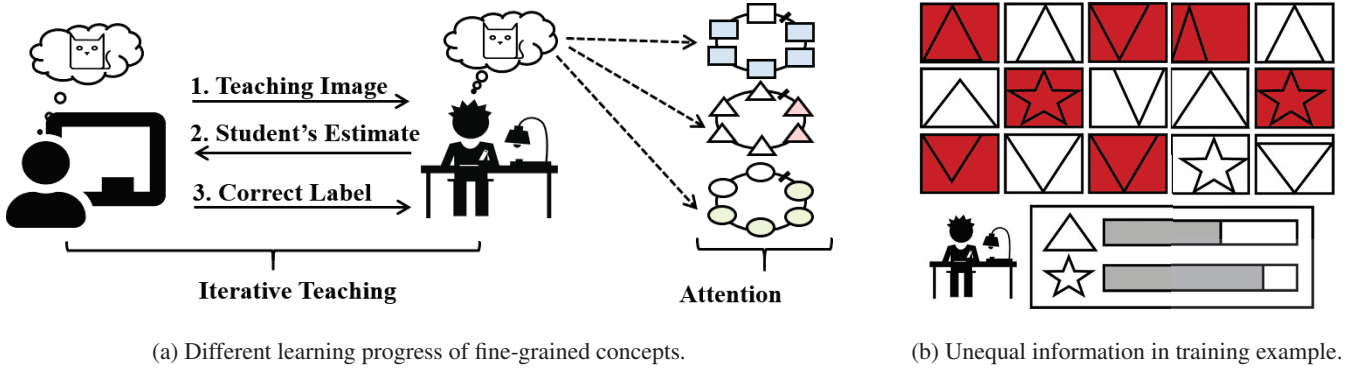 1. Teaching Image
2. Student's Estimate
3. Correct Label
Iterative Teaching
Attention
(a) Different learning progress of fine-grained concepts.
(b) Unequal information in training example.